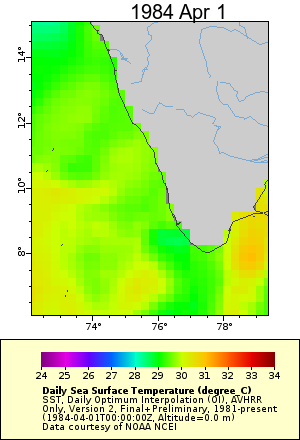 1984 Apr 1
14°
12°
10°
8°
74°
76°
78°
24 25 26 27 28 29 30 31 32 33 34
Daily Sea Surface Temperature (degree_C)
SST, Daily Optimum Interpolation (OI), AVHRR
Only, Version 2, Final+Preliminary, 1981-present
(1984-04-01T00:00:00Z, Altitude=0.0 m)
Data courtesy of NOAA NCEI